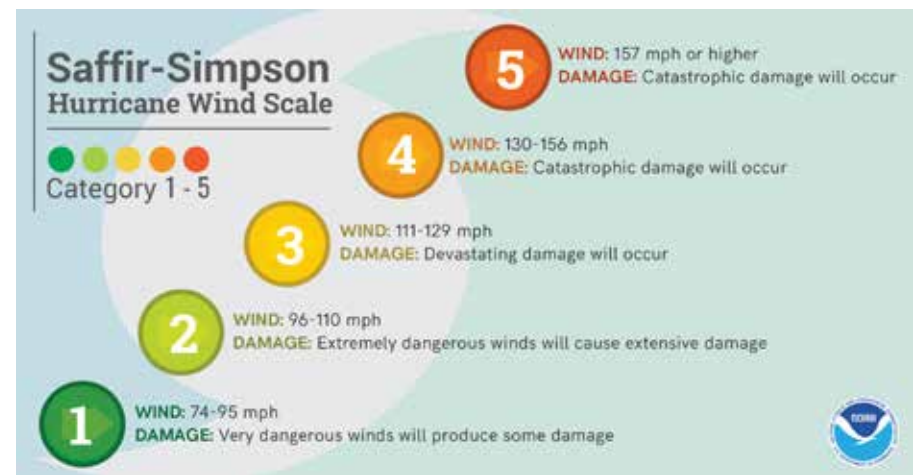 Saffir-Simpson
Hurricane Wind Scale
Category 1 - 5
5
WIND: 157 mph or higher
DAMAGE: Catastrophic damage will occur
4
WIND: 130-156 mph
DAMAGE: Catastrophic damage will occur
3
WIND: 111-129 mph
DAMAGE: Devastating damage will occur
2
WIND: 96-110 mph
DAMAGE: Extremely dangerous winds will cause extensive damage
1
WIND: 74-95 mph
DAMAGE: Very dangerous winds will produce some damage
NOAA